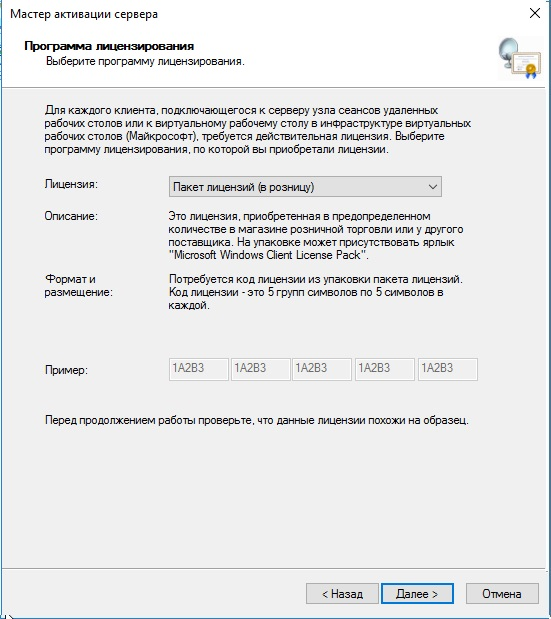 Мастер активации сервера
Программа лицензирования
Выберите программу лицензирования.
Для каждого клиента, подключающегося к серверу узла сеансов удаленных
рабочих столов или к виртуальному рабочему столу в инфраструктуре виртуальных
рабочих столов (Майкрософт), требуется действительная лицензия. Выберите
программу лицензирования, по которой вы приобретали лицензии.
Лицензия:
Пакет лицензий (в розницу)
Описание:
Это лицензия, приобретенная в предопределенном
количестве в магазине розничной торговли или у другого
поставщика. На упаковке может присутствовать ярлык
"Microsoft Windows Client License Pack".
Формат и
размещение:
Потребуется код лицензии из упаковки пакета лицензий.
Код лицензии - это 5 групп символов по 5 символов в
каждой.
Пример:
1A2B3 1A2B3 1A2B3 1A2B3 1A2B3
Перед продолжением работы проверьте, что данные лицензии похожи на образец.
< Назад Далее > Отмена